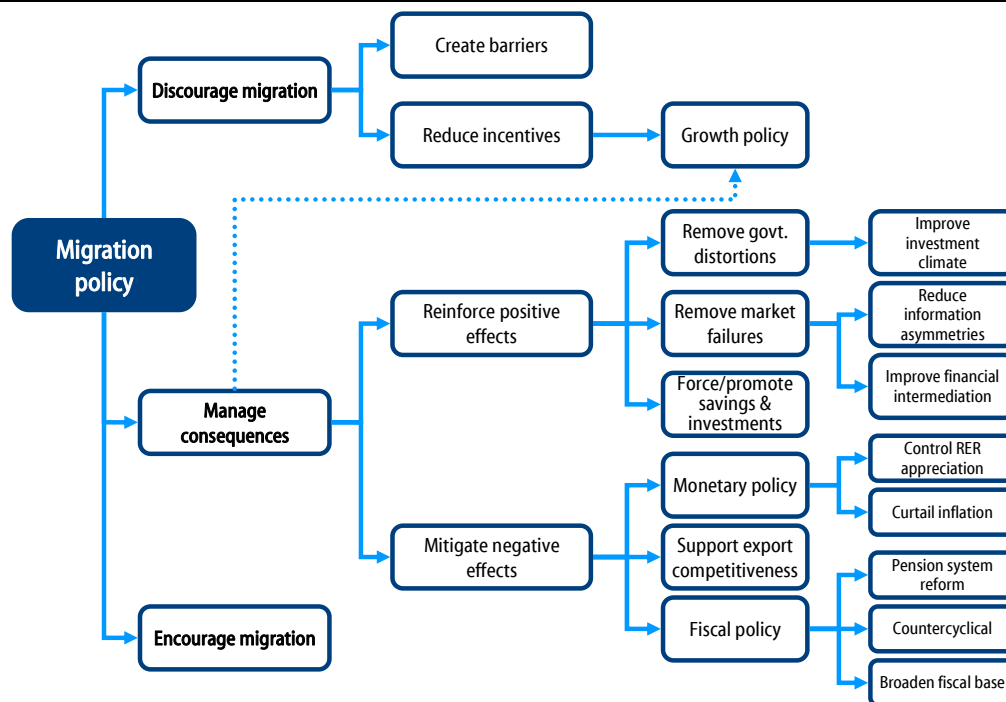 Create barriers
Discourage migration
Reduce incentives
Growth policy
Migration
policy
Remove govt.
distortions
Improve
investment
climate
Reinforce positive
effects
Remove market
failures
Reduce
information
asymmetries
Improve financial
intermediation
Force/promote
savings &
investments
Manage
consequences
Monetary policy
Control RER
appreciation
Curtail inflation
Mitigate negative
effects
Support export
competitiveness
Pension system
reform
Fiscal policy
Countercyclical
Broaden fiscal base
Encourage migration